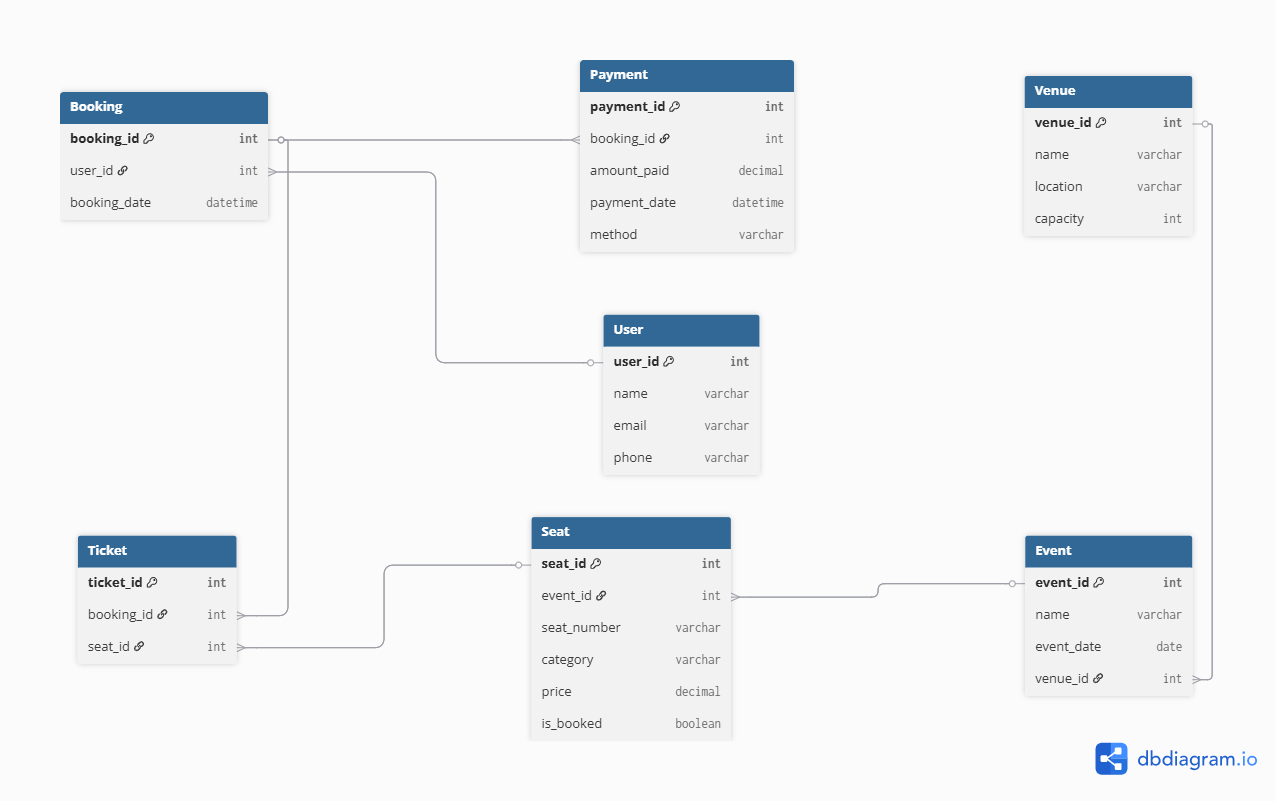 Booking
booking_id int
user_id int
booking_date datetime
Payment
payment_id int
booking_id int
amount_paid decimal
payment_date datetime
method varchar
Venue
venue_id int
name varchar
location varchar
capacity int
User
user_id int
name varchar
email varchar
phone varchar
Ticket
ticket_id int
booking_id int
seat_id int
Seat
seat_id int
event_id int
seat_number varchar
category varchar
price decimal
is_booked boolean
Event
event_id int
name varchar
event_date date
venue_id int
dbdiagram.io